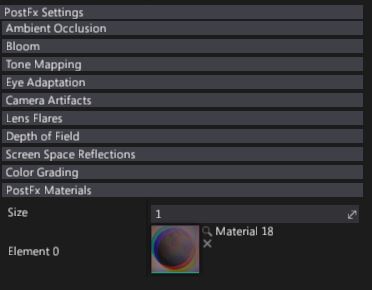 PostFx Settings
Ambient Occlusion
Bloom
Tone Mapping
Eye Adaptation
Camera Artifacts
Lens Flares
Depth of Field
Screen Space Reflections
Color Grading
PostFx Materials
Size 1
Material 18
Element 0